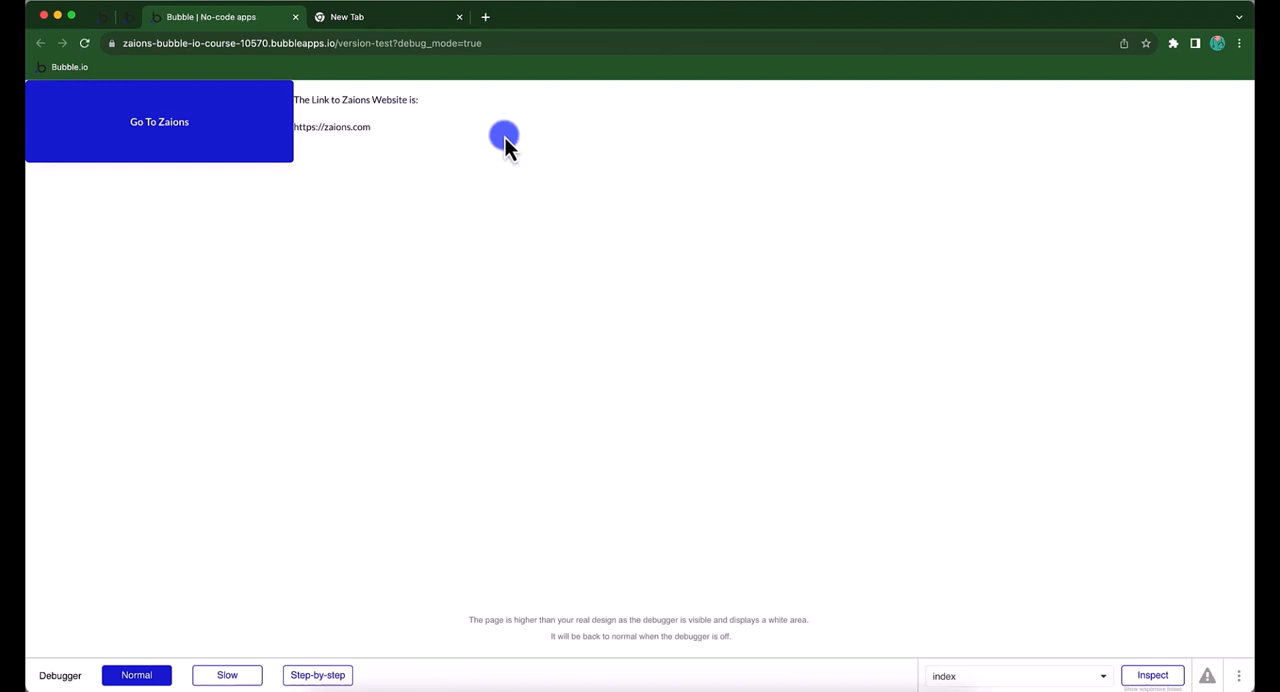 Bubble | No-code apps
New Tab
zaions-bubble-io-course-10570.bubbleapps.io/version-test?debug_mode=true
Bubble.io
Go To Zaions
The Link to Zaions Website is:
https://zaions.com
The page is higher than your real design as the debugger is visible and displays a white area.
It will be back to normal when the debugger is off.
Debugger Normal Slow Step-by-step index Inspect
Show responsive boxes